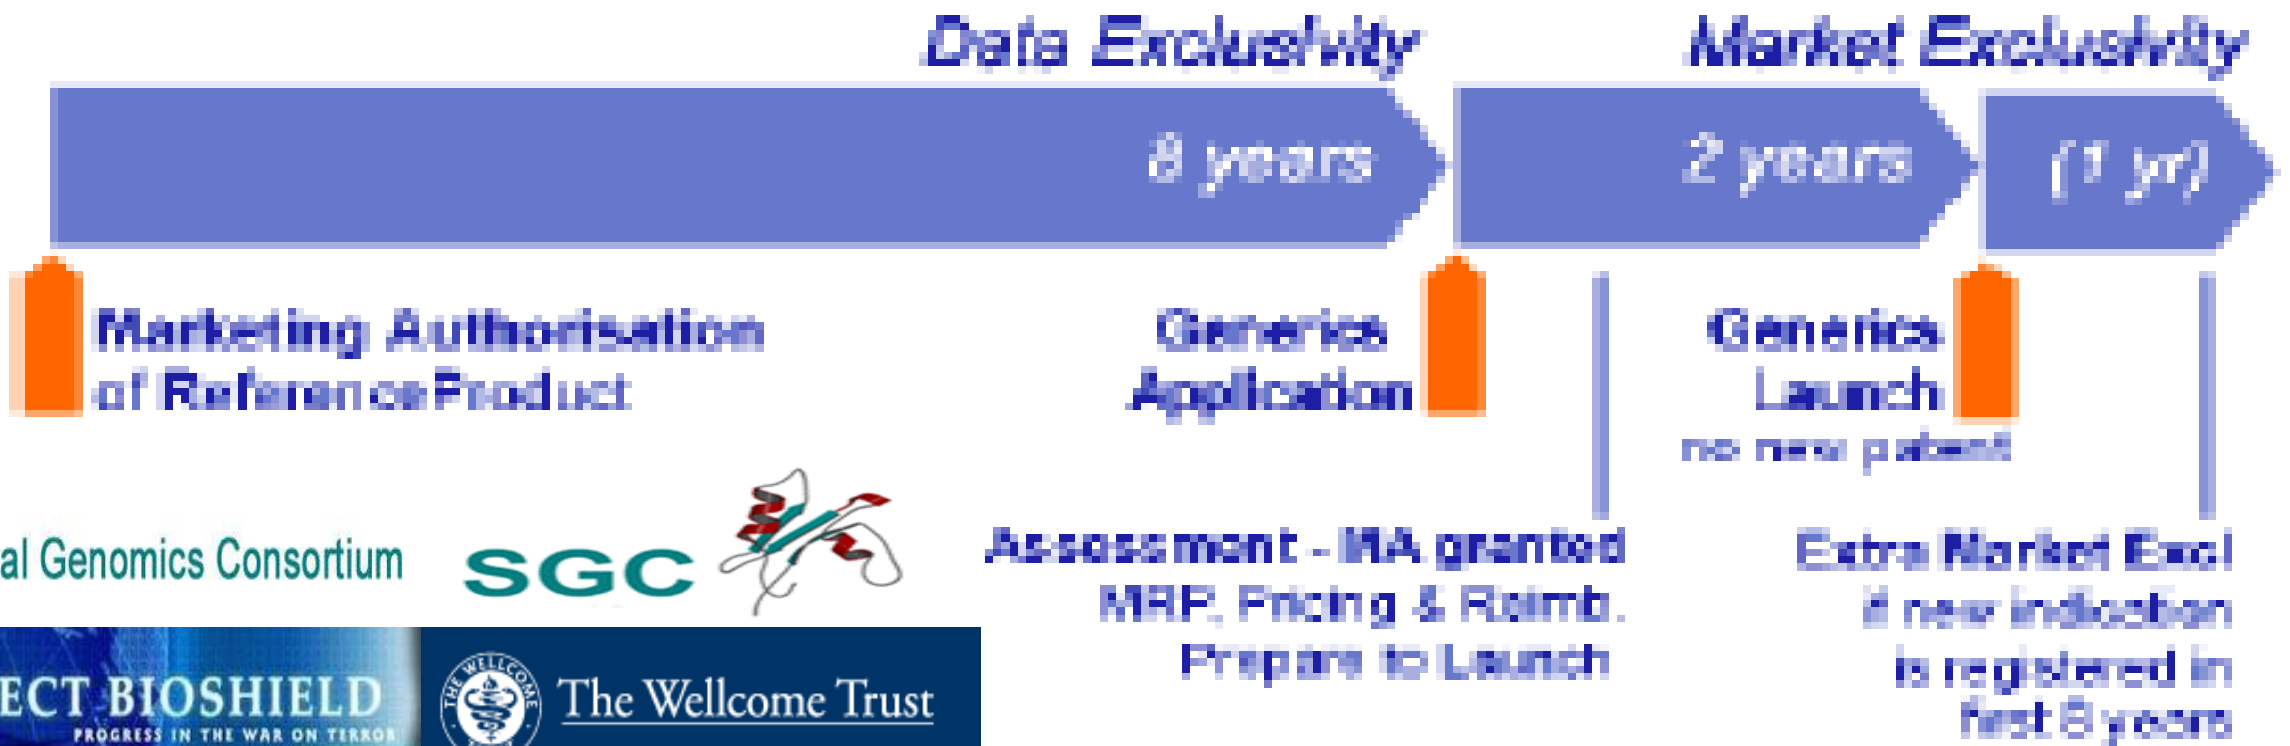 Data Exclusivity
Market Exclusivity
8 years
2 years
(1 yr)
Marketing Authorisation
of Reference Product
Generics
Application
Generics
Launch
no new patent
Assessment - MA granted
MRP, Pricing & Reimb.
Prepare to Launch
Extra Market Excl
if new indication
is registered in
first 8 years
al Genomics Consortium
SGC
ECT BIOSHIELD
PROGRESS IN THE WAR ON TERROR
THE WELLCOME
The Wellcome Trust